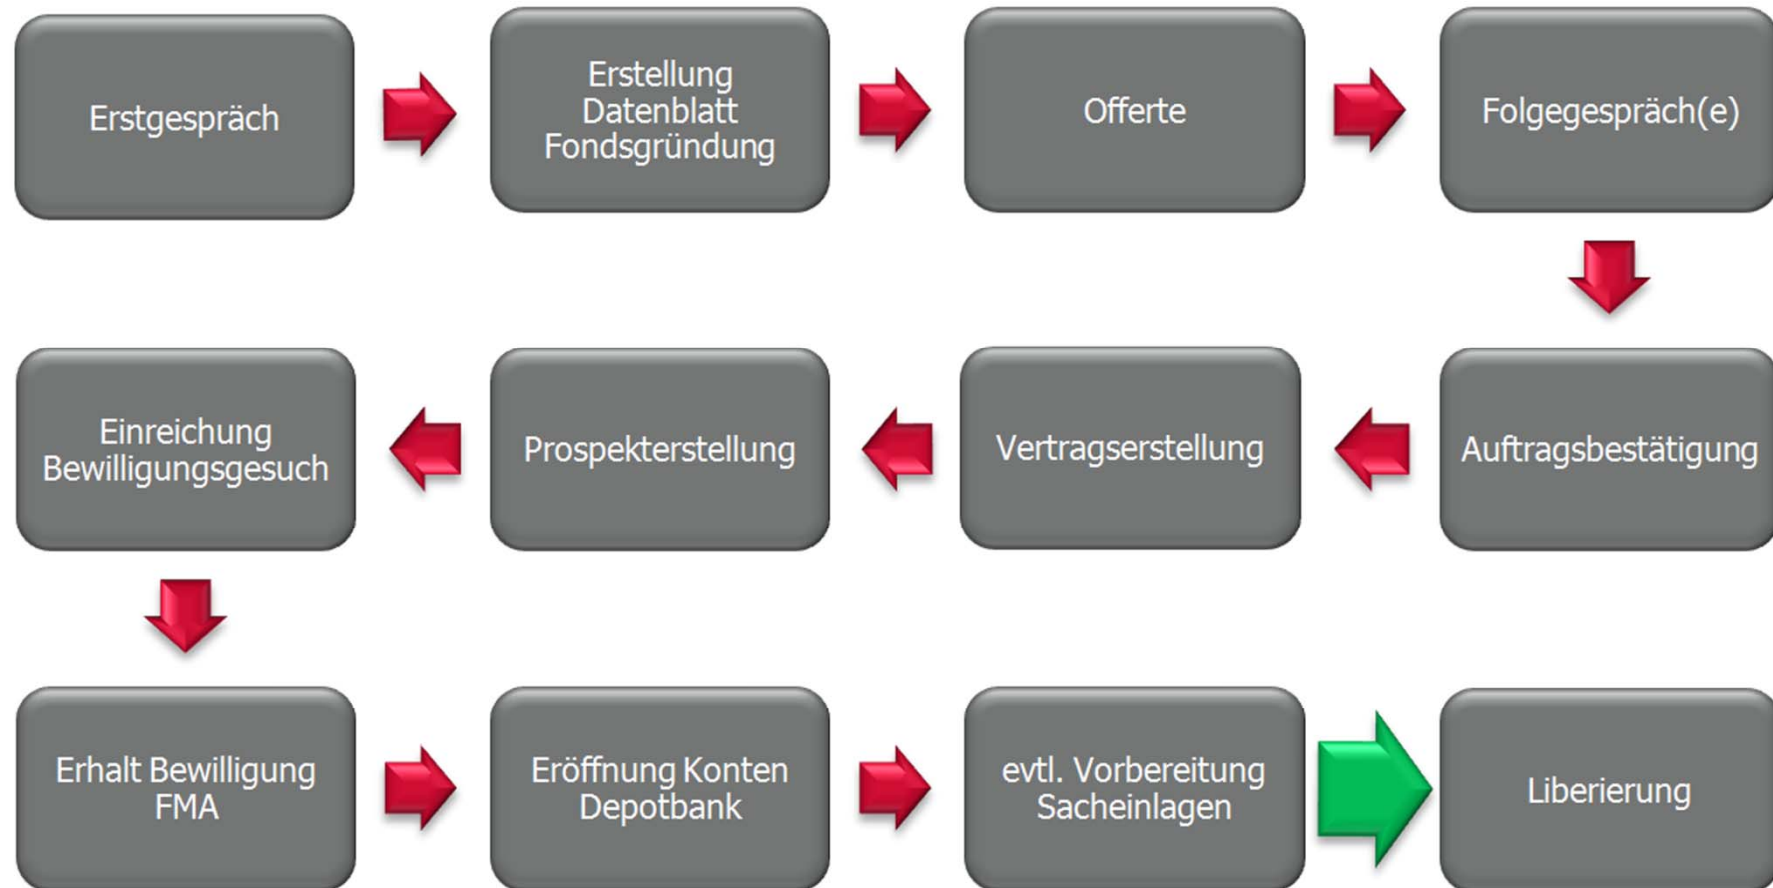 Erstgespräch
Erstellung
Datenblatt
Fondsgründung
Offerte
Folgegespräch(e)
Auftragsbestätigung
Vertragserstellung
Prospekterstellung
Einreichung
Bewilligungsgesuch
Erhalt Bewilligung
FMA
Eröffnung Konten
Depotbank
evtl. Vorbereitung
Sacheinlagen
Liberierung